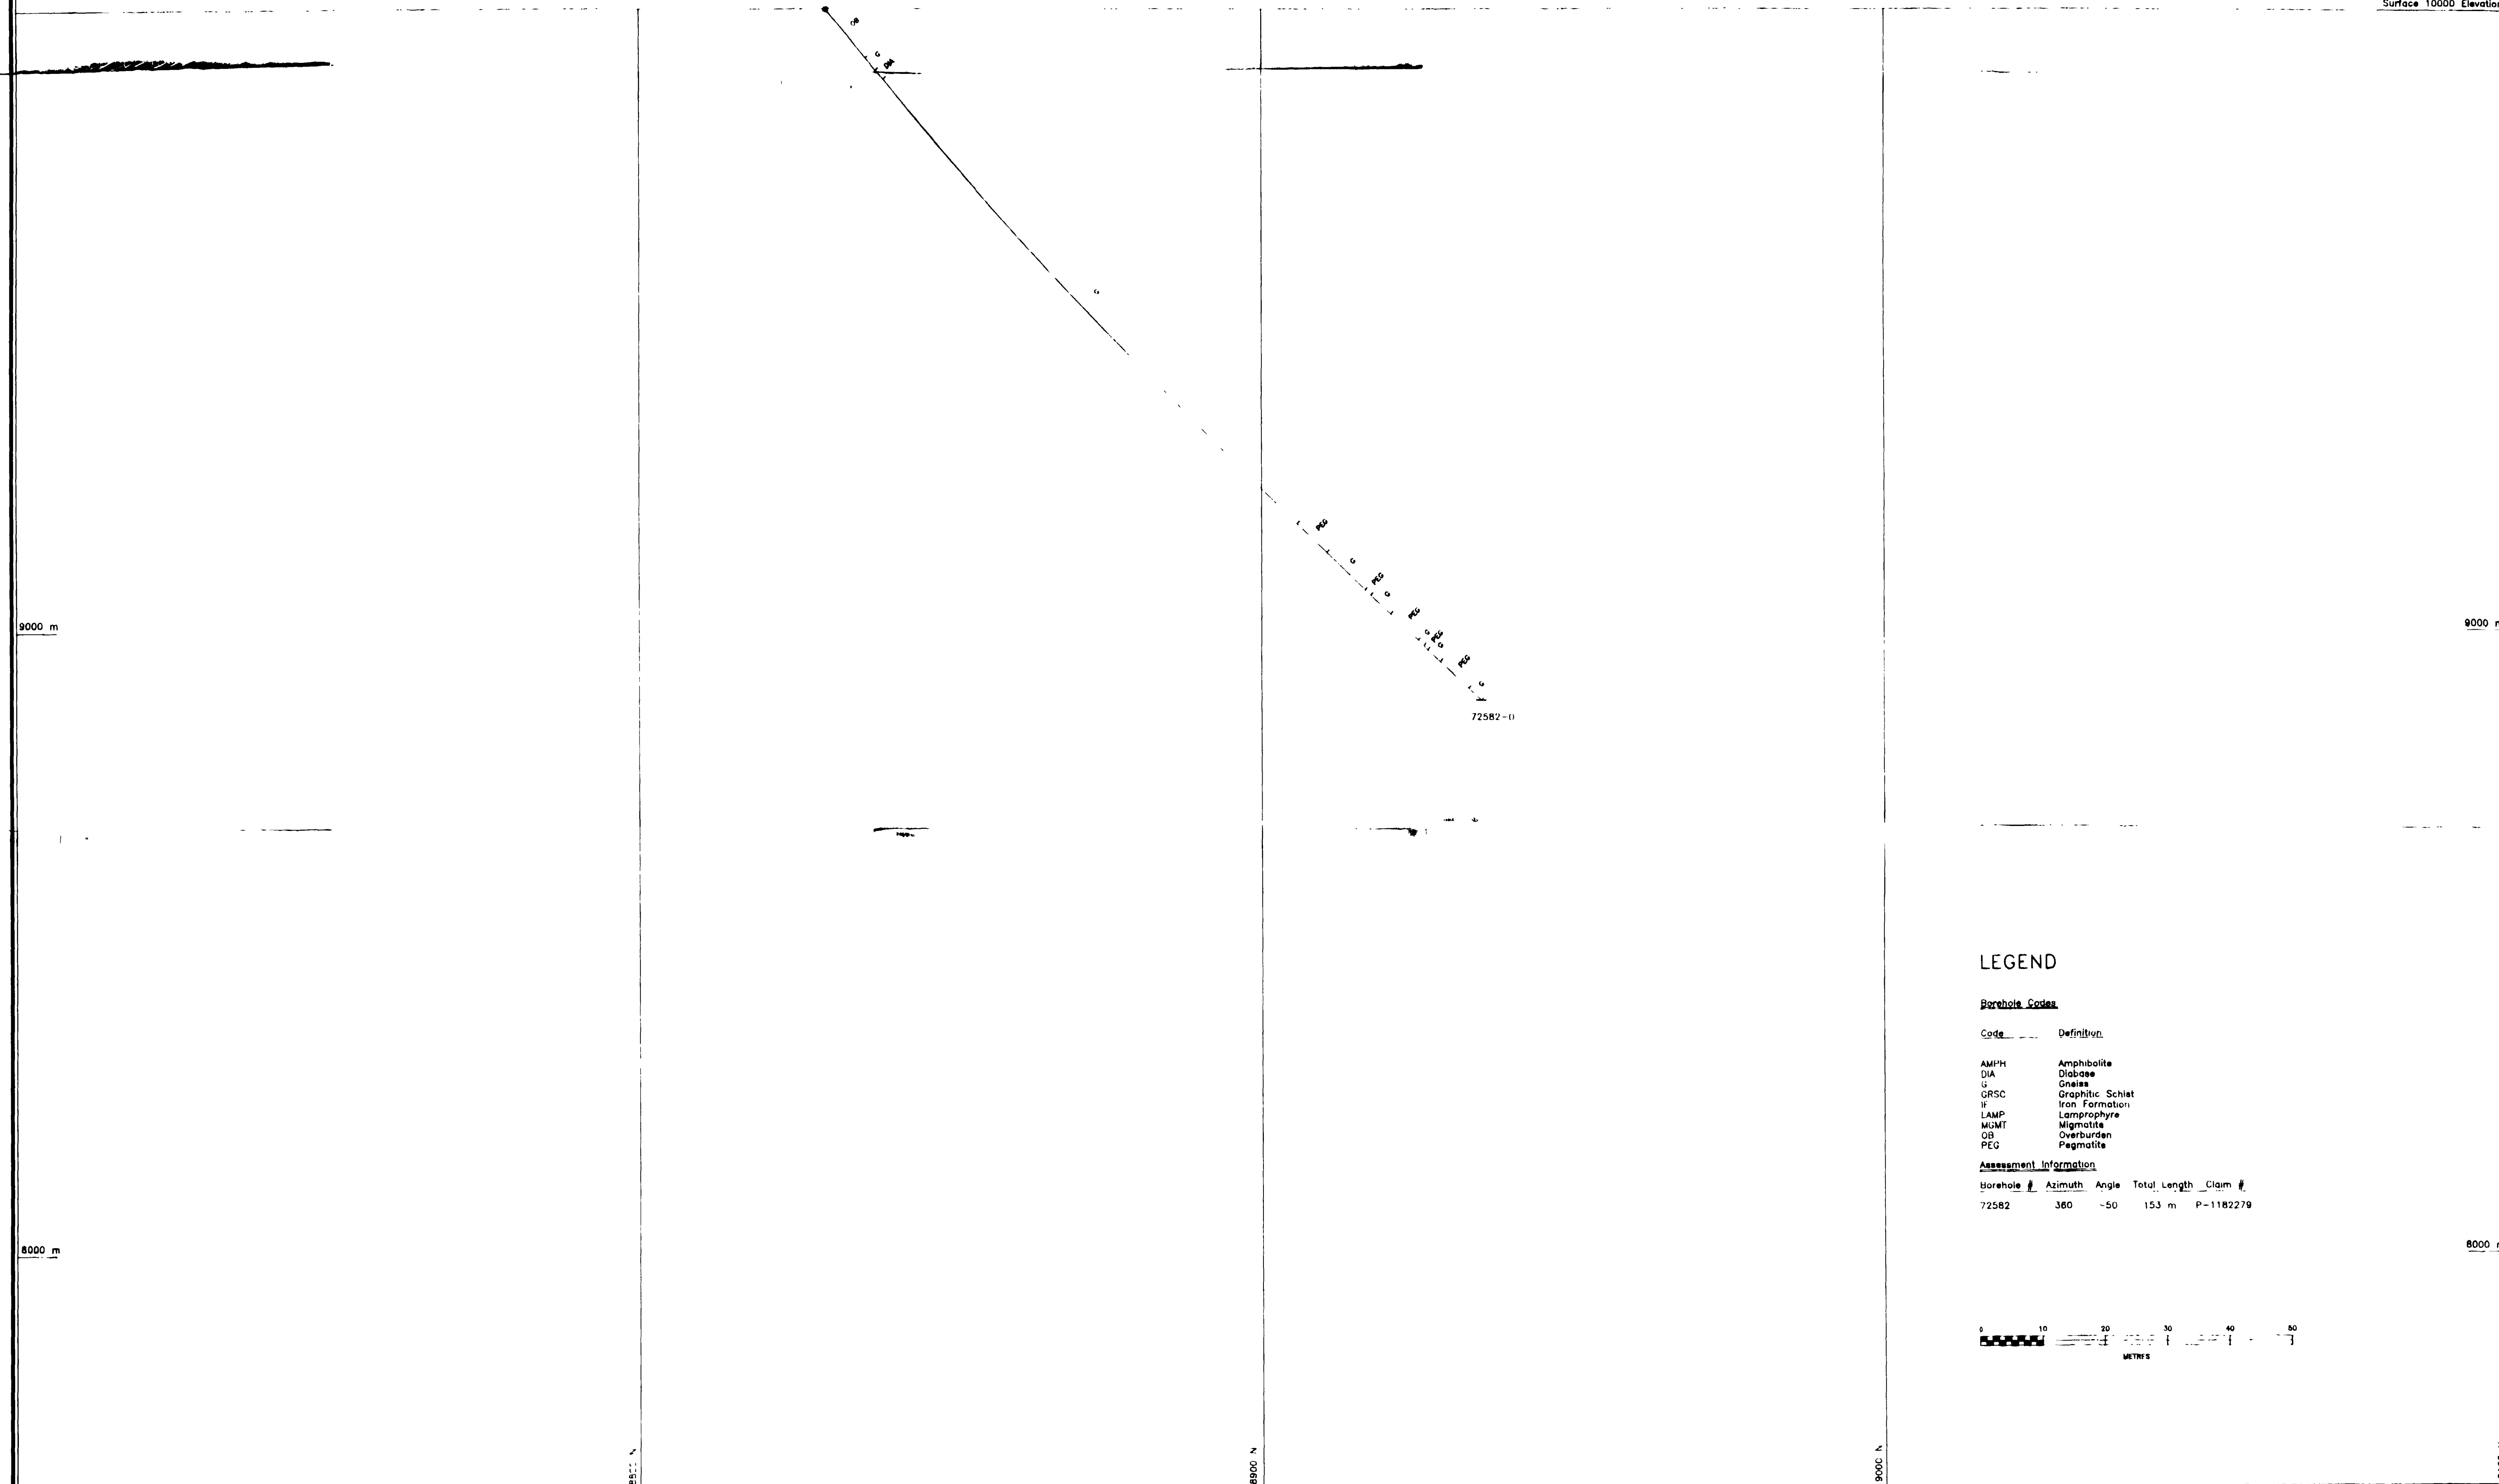 Surface 10000 Elevation
OB
G
DIA
G
PEG
G
PEG
G
PEG
G
PEG
G
PEG
G
9000 m
9000 m
72582-0
LEGEND
Borehole Codes
Code Definition
AMPH Amphibolite
DIA Diabase
G Gneiss
GRSC Graphitic Schist
IF Iron Formation
LAMP Lamprophyre
MGMT Migmatite
OB Overburden
PEG Pegmatite
Assessment Information
Borehole # Azimuth Angle Total Length Claim #
72582 360 -50 153 m P-1182279
8000 m
8000 m
0 10 20 30 40 50
METRES
8900 N
9000 N